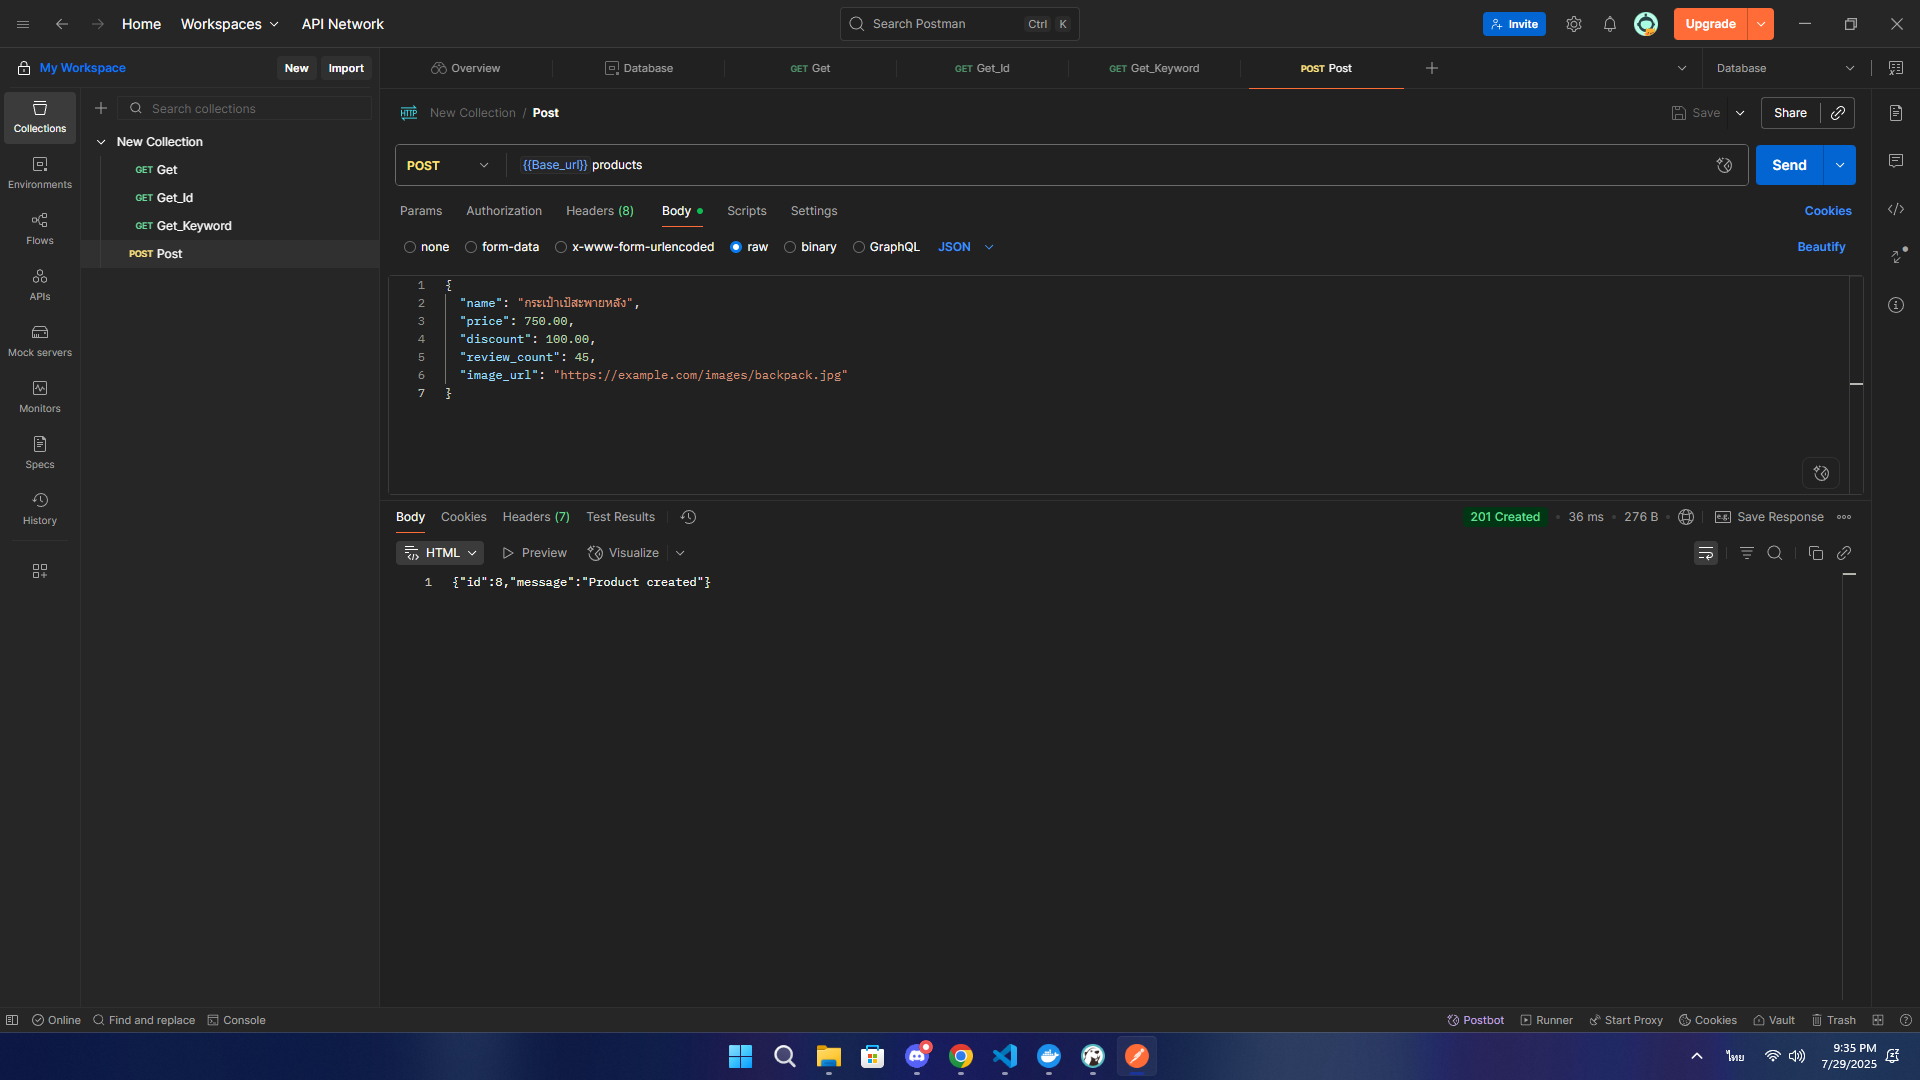 Home Workspaces API Network Search Postman Ctrl K Invite Upgrade
My Workspace New Import
Overview Database GET Get GET Get_Id GET Get_Keyword POST Post Database
Search collections
New Collection
GET Get
GET Get_Id
GET Get_Keyword
POST Post
Collections
Environments
Flows
APIs
Mock servers
Monitors
Specs
History
HTTP New Collection / Post Save Share
POST {{Base_url}} products Send
Params Authorization Headers (8) Body Scripts Settings Cookies
none form-data x-www-form-urlencoded raw binary GraphQL JSON Beautify
1 {
2 "name": "กระเป๋าเป้สะพายหลัง",
3 "price": 750.00,
4 "discount": 100.00,
5 "review_count": 45,
6 "image_url": "https://example.com/images/backpack.jpg"
7 }
Body Cookies Headers (7) Test Results 201 Created • 36 ms • 276 B e.g. Save Response
HTML Preview Visualize
1 {"id":8,"message":"Product created"}
Online Find and replace Console Postbot Runner Start Proxy Cookies Vault Trash
ไทย 9:35 PM
7/29/2025